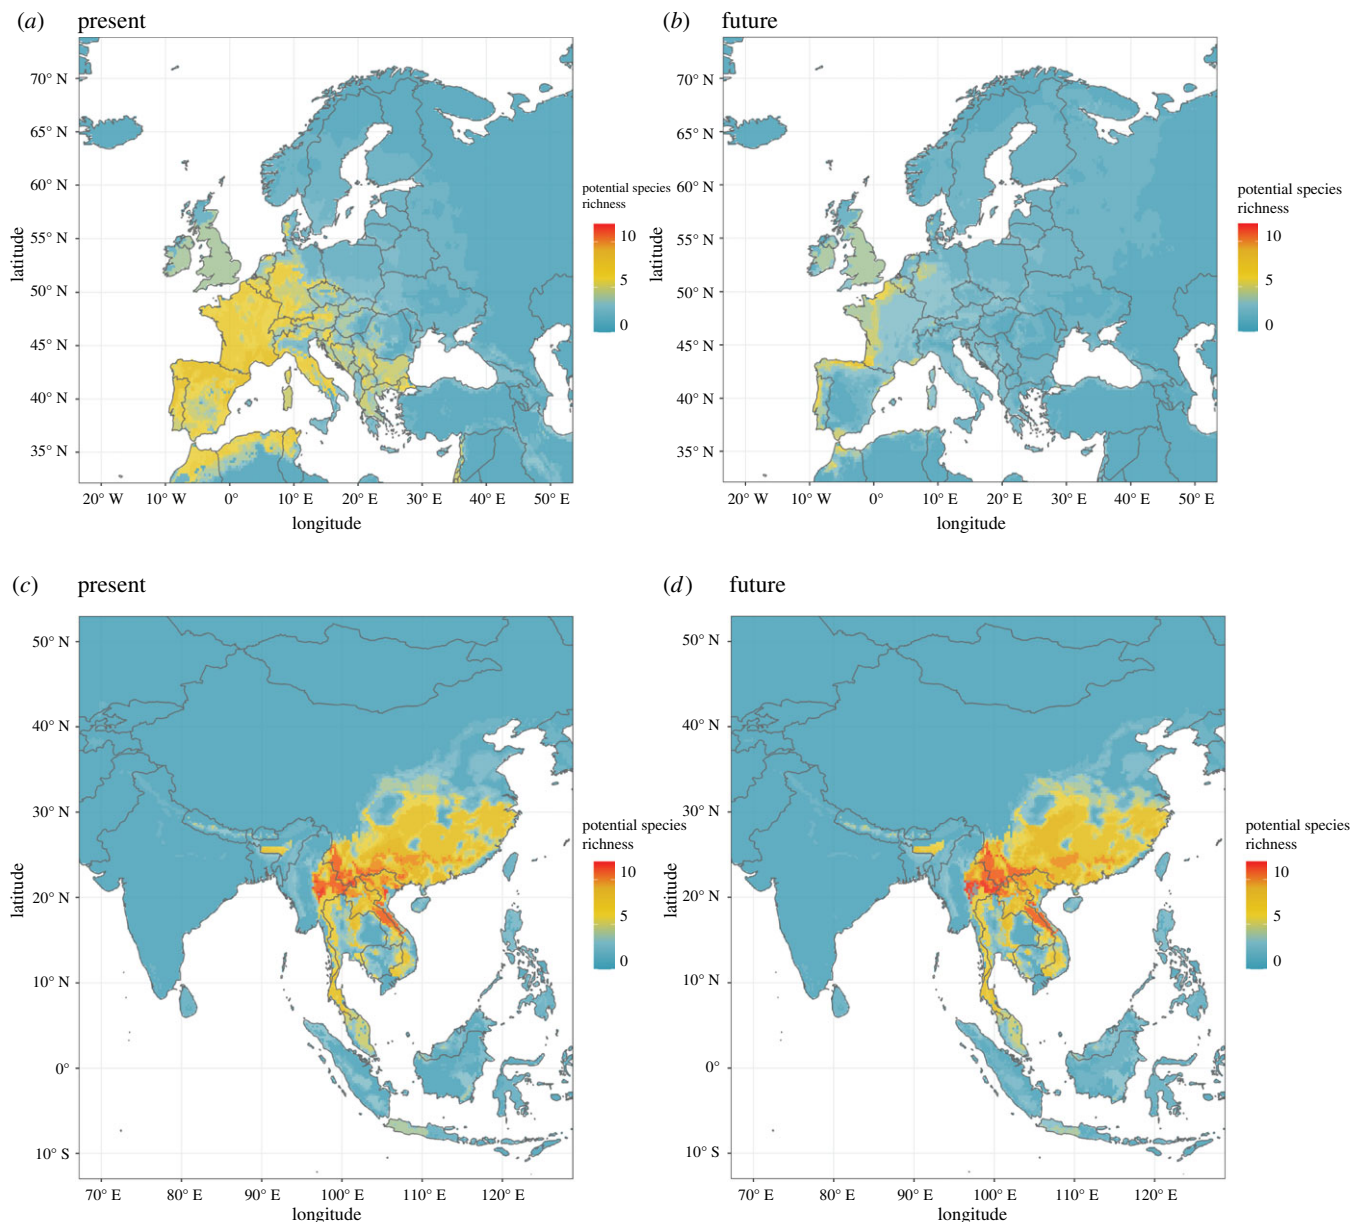 (a) present
(b) future
70° N
65° N
60° N
55° N
50° N
45° N
40° N
35° N
latitude
20° W 10° W 0° 10° E 20° E 30° E 40° E 50° E
longitude
potential species
richness
10
5
0
70° N
65° N
60° N
55° N
50° N
45° N
40° N
35° N
latitude
20° W 10° W 0° 10° E 20° E 30° E 40° E 50° E
longitude
potential species
richness
10
5
0
(c) present
(d) future
50° N
40° N
30° N
20° N
10° N
0°
10° S
latitude
70° E 80° E 90° E 100° E 110° E 120° E
longitude
potential species
richness
10
5
0
50° N
40° N
30° N
20° N
10° N
0°
10° S
latitude
70° E 80° E 90° E 100° E 110° E 120° E
longitude
potential species
richness
10
5
0